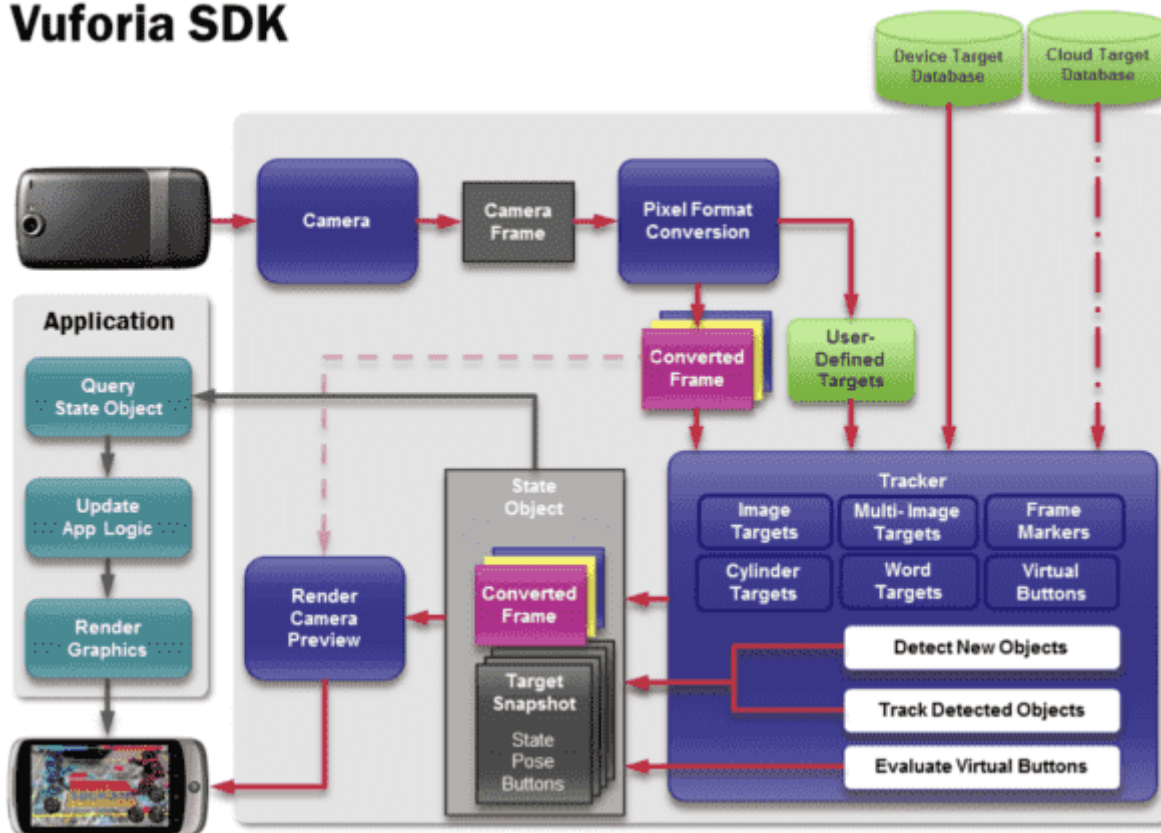 Vuforia SDK
Device Target
Database
Cloud Target
Database
Camera
Camera
Frame
Pixel Format
Conversion
Application
Query
State Object
Update
App Logic
Render
Graphics
Converted
Frame
User-
Defined
Targets
State
Object
Converted
Frame
Target
Snapshot
State
Pose
Buttons
Render
Camera
Preview
Tracker
Image
Targets
Multi-Image
Targets
Frame
Markers
Cylinder
Targets
Word
Targets
Virtual
Buttons
Detect New Objects
Track Detected Objects
Evaluate Virtual Buttons